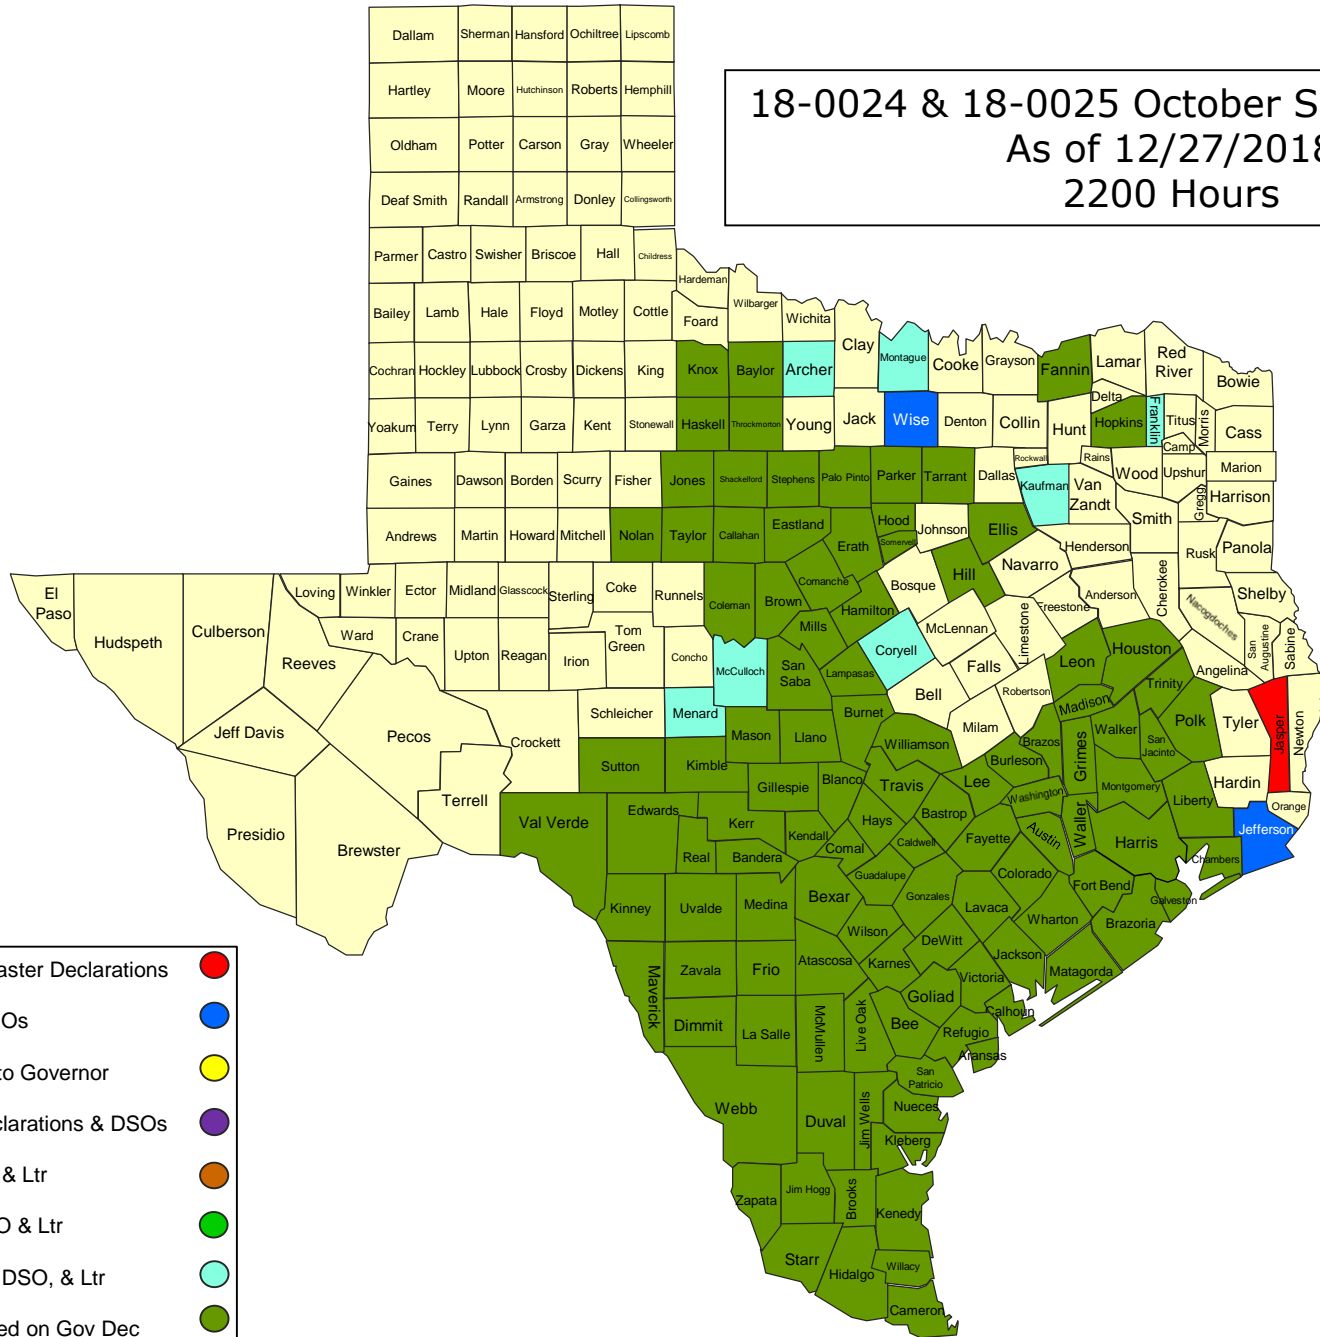 Dallam Sherman Hansford Ochiltree Lipscomb
Hartley Moore Hutchinson Roberts Hemphill
18-0024 & 18-0025 October S
As of 12/27/2018
2200 Hours
Oldham Potter Carson Gray Wheeler
Deaf Smith Randall Armstrong Donley Collingsworth
Parmer Castro Swisher Briscoe Hall Childress
Hardeman
Bailey Lamb Hale Floyd Motley Cottle Foard Wilbarger Wichita
Clay Montague Cooke Grayson Fannin Lamar Red River Bowie
Cochran Hockley Lubbock Crosby Dickens King Knox Baylor Archer
Delta
Yoakum Terry Lynn Garza Kent Stonewall Haskell Throckmorton Young Jack Wise Denton Collin Hunt Hopkins Franklin Titus Morris Cass
Camp
Rockwall Rains
Gaines Dawson Borden Scurry Fisher Jones Shackelford Stephens Palo Pinto Parker Tarrant Dallas Kaufman Van Zandt Wood Upshur Marion
Gregg Harrison
Andrews Martin Howard Mitchell Nolan Taylor Callahan Eastland Erath Hood Somervell Johnson Ellis Henderson Smith Rusk Panola
El Paso Hudspeth Culberson Loving Winkler Ector Midland Glasscock Sterling Coke Runnels Coleman Brown Comanche Bosque Hill Navarro Anderson Cherokee Nacogdoches Shelby
Hamilton Freestone
Reeves Ward Crane Upton Reagan Irion Tom Green Concho McCulloch San Saba Mills Lampasas Coryell McLennan Falls Limestone Leon Houston Angelina San Augustine Sabine
Bell Robertson Madison Trinity
Jeff Davis Pecos Crockett Schleicher Menard Mason Llano Burnet Williamson Milam Brazos Grimes Walker San Jacinto Polk Tyler Jasper Newton
Sutton Kimble Gillespie Blanco Travis Lee Burleson Washington Montgomery Liberty Hardin Orange
Presidio Brewster Terrell Val Verde Edwards Kerr Kendall Hays Bastrop Fayette Austin Waller Harris Jefferson
Real Bandera Comal Caldwell Chambers
Kinney Uvalde Medina Bexar Guadalupe Gonzales Lavaca Colorado Fort Bend Galveston
Wharton Brazoria
Wilson DeWitt
Maverick Zavala Frio Atascosa Karnes Jackson Matagorda
Goliad Victoria
Dimmit La Salle McMullen Live Oak Bee Refugio Calhoun
Aransas
San Patricio
Webb Duval Jim Wells Nueces
Kleberg
Zapata Jim Hogg Brooks Kenedy
Starr Hidalgo Willacy
Cameron
aster Declarations
Os
to Governor
clarations & DSOs
& Ltr
O & Ltr
DSO, & Ltr
ed on Gov Dec